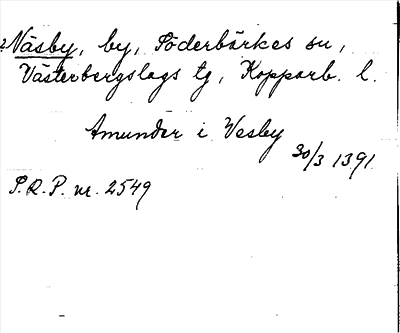 ? Näsby, by, Söderbärkes sn,
Västerbergslags tg, Kopparb. l.
Amunder i Vesby
30/3 1391
S.R.P. nr. 2549